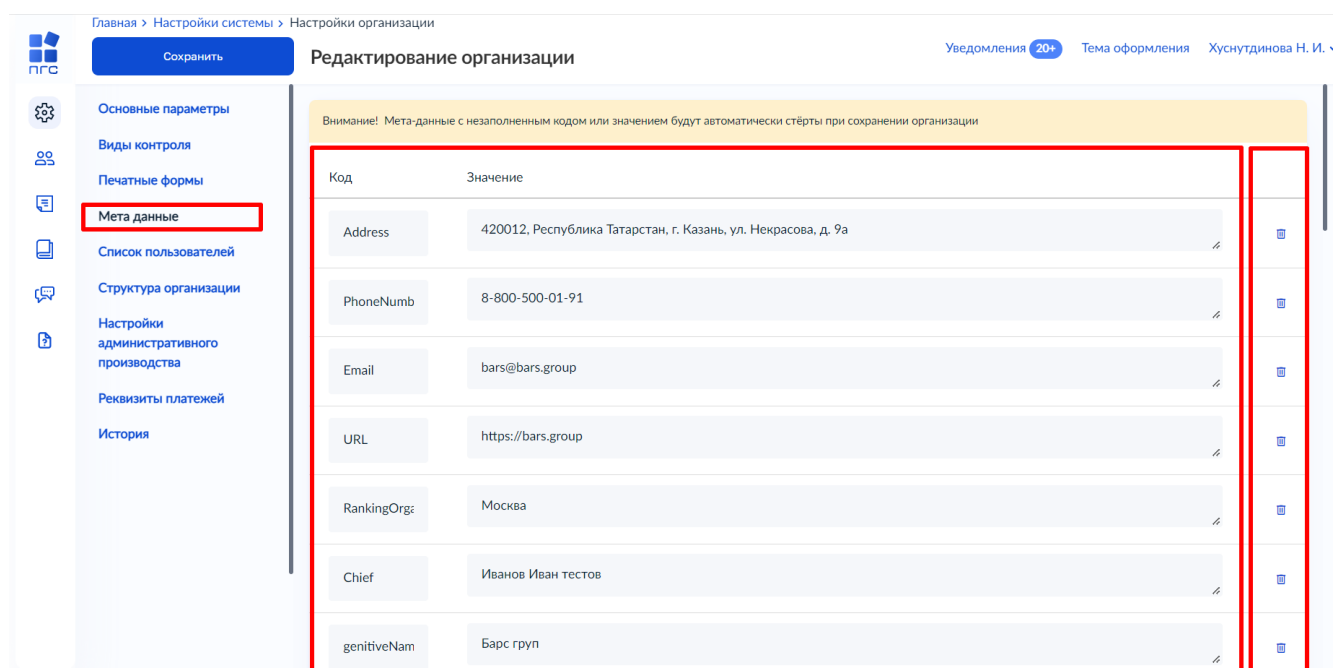 Главная > Настройки системы > Настройки организации
пгс
Сохранить
Редактирование организации
Уведомления 20+ Тема оформления Хуснутдинова Н. И.
Основные параметры
Виды контроля
Печатные формы
Мета данные
Список пользователей
Структура организации
Настройки
административного
производства
Реквизиты платежей
История
Внимание! Мета-данные с незаполненным кодом или значением будут автоматически стёрты при сохранении организации
Код Значение
Address 420012, Республика Татарстан, г. Казань, ул. Некрасова, д. 9а
PhoneNumb 8-800-500-01-91
Email bars@bars.group
URL https://bars.group
RankingOrga Москва
Chief Иванов Иван тестов
genitiveNam Барс груп